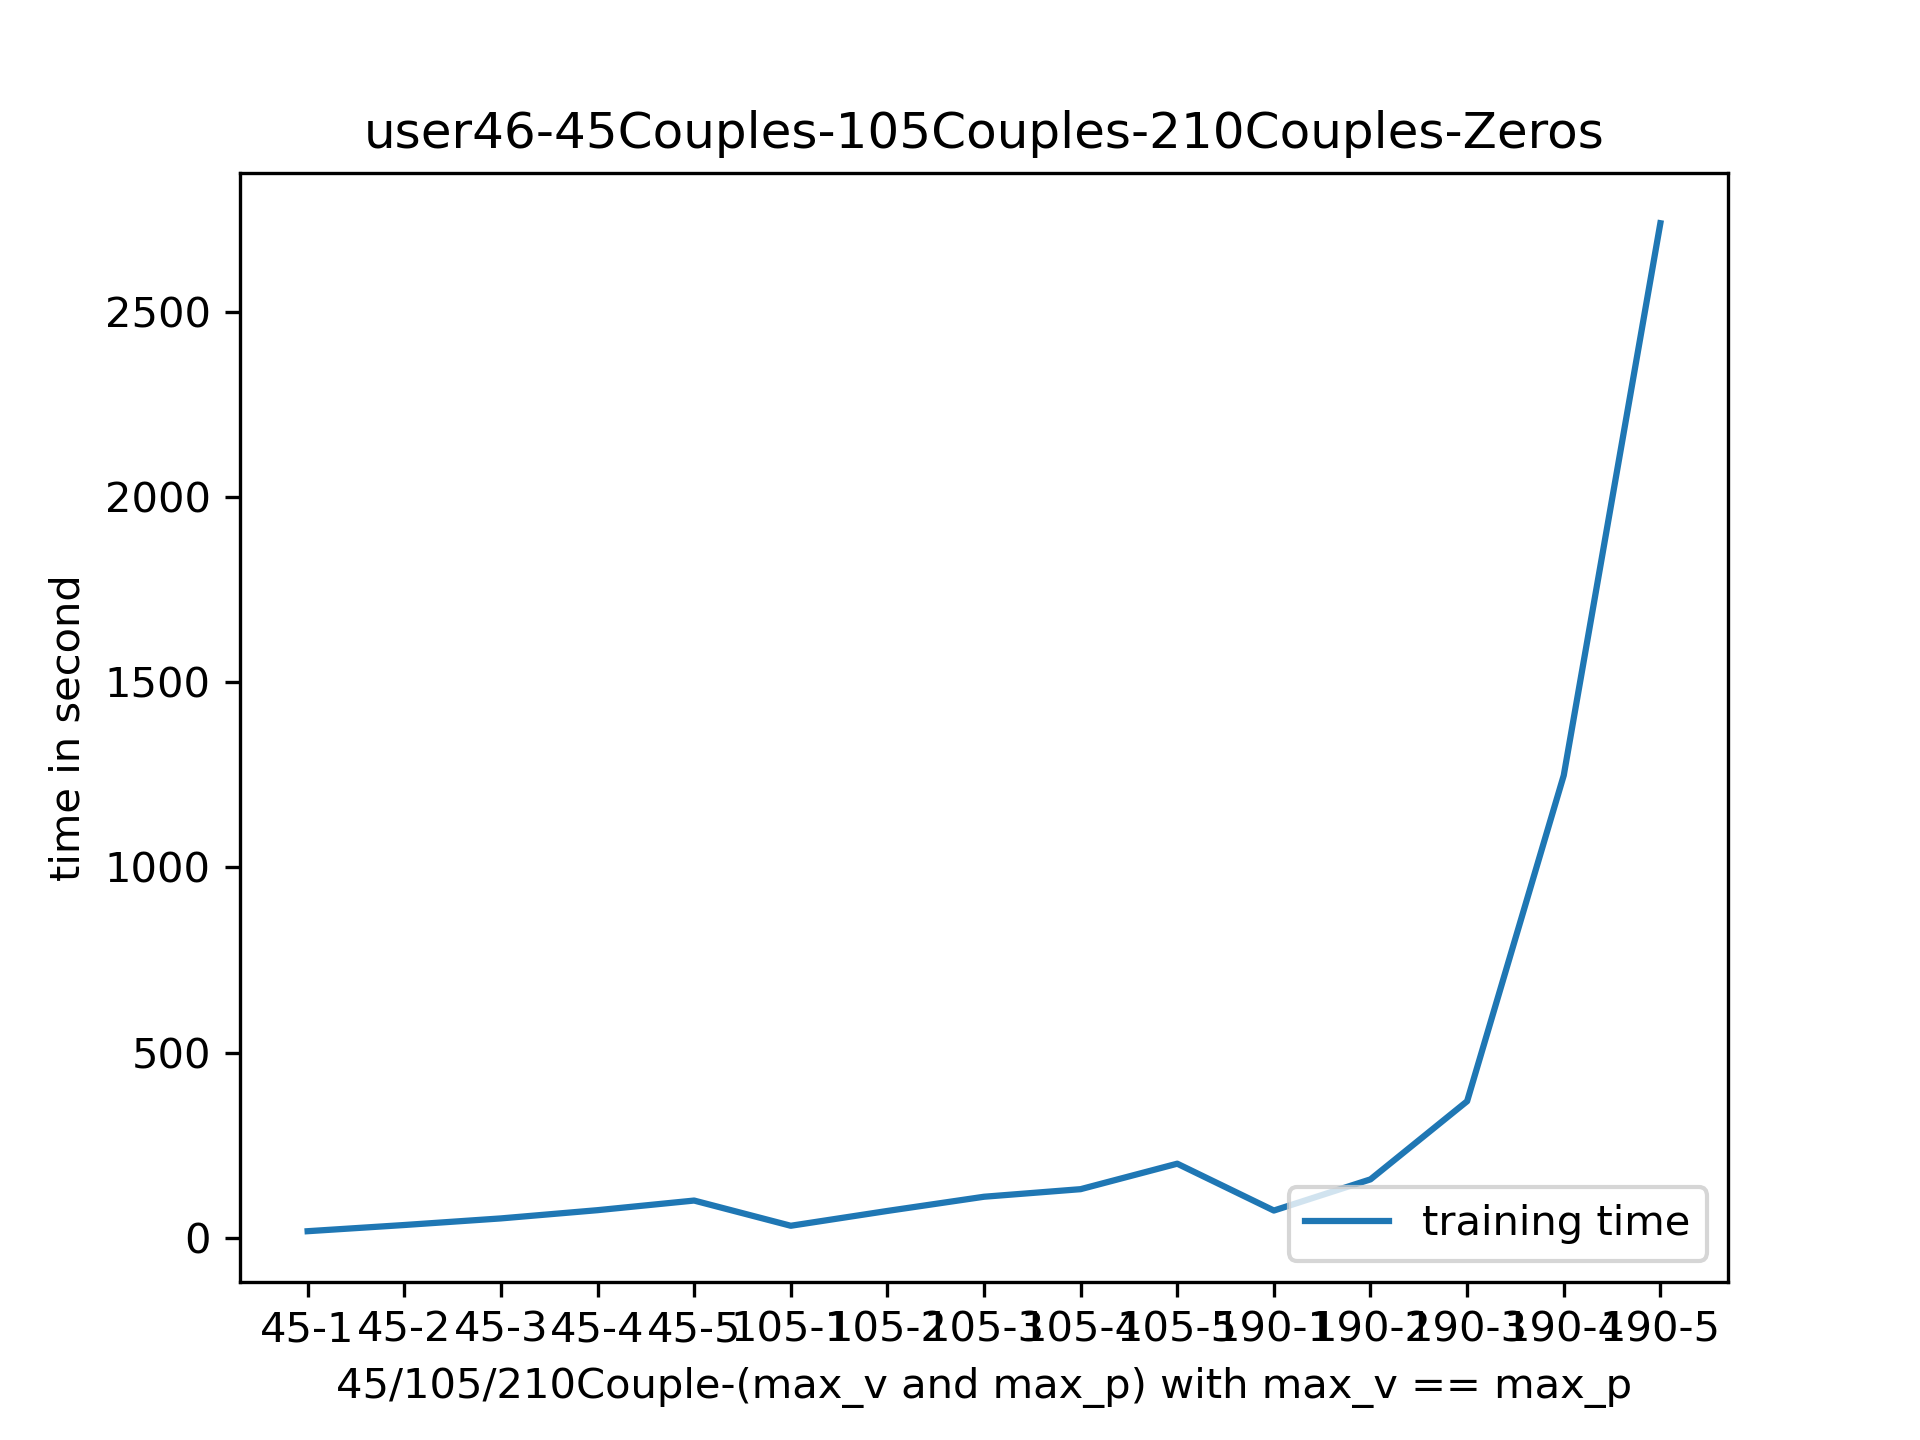 user46-45Couples-105Couples-210Couples-Zeros
time in second
2500
2000
1500
1000
500
0
training time
45-1 45-2 45-3 45-4 45-5 105-1 105-2 105-3 105-4 105-5 190-1 190-2 190-3 190-4 190-5
45/105/210Couple-(max_v and max_p) with max_v == max_p